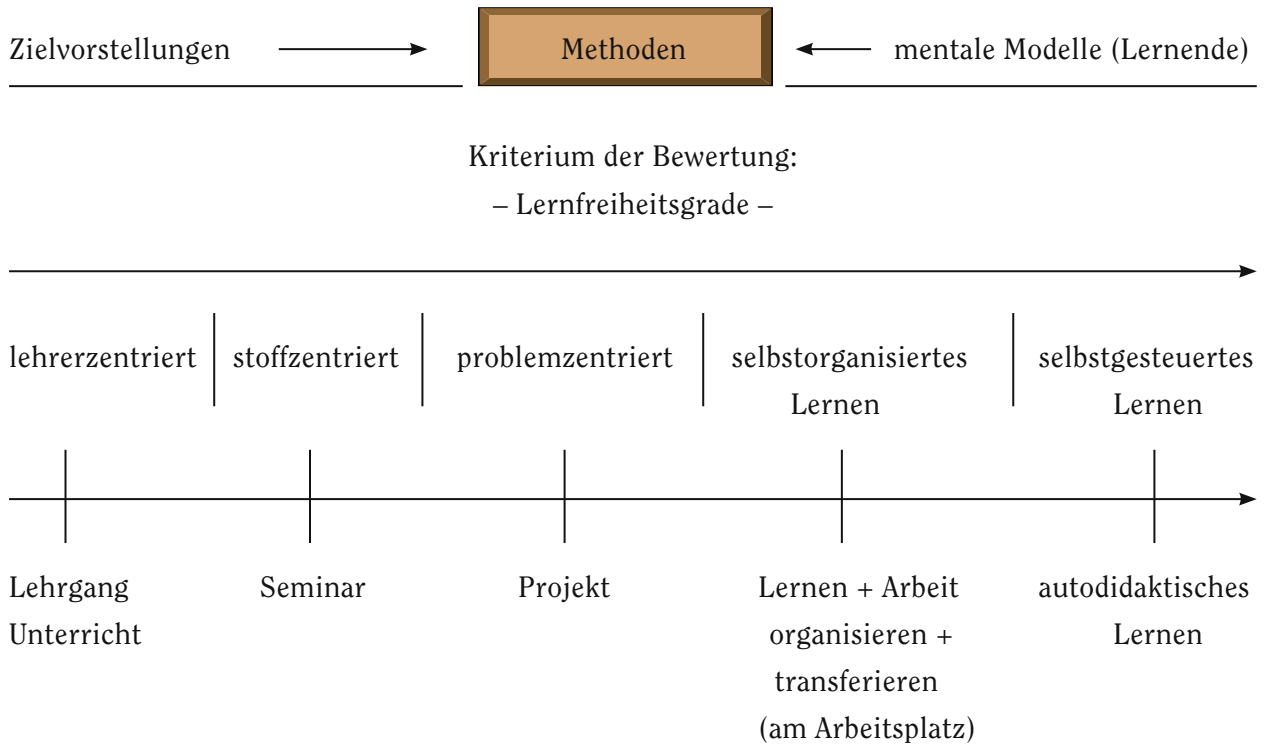 Zielvorstellungen Methoden mentale Modelle (Lernende)
Kriterium der Bewertung:
– Lernfreiheitsgrade –
lehrerzentriert stoffzentriert problemzentriert selbstorganisiertes selbstgesteuertes
Lernen Lernen
Lehrgang Seminar Projekt Lernen + Arbeit autodidaktisches
Unterricht organisieren + Lernen
transferieren
(am Arbeitsplatz)